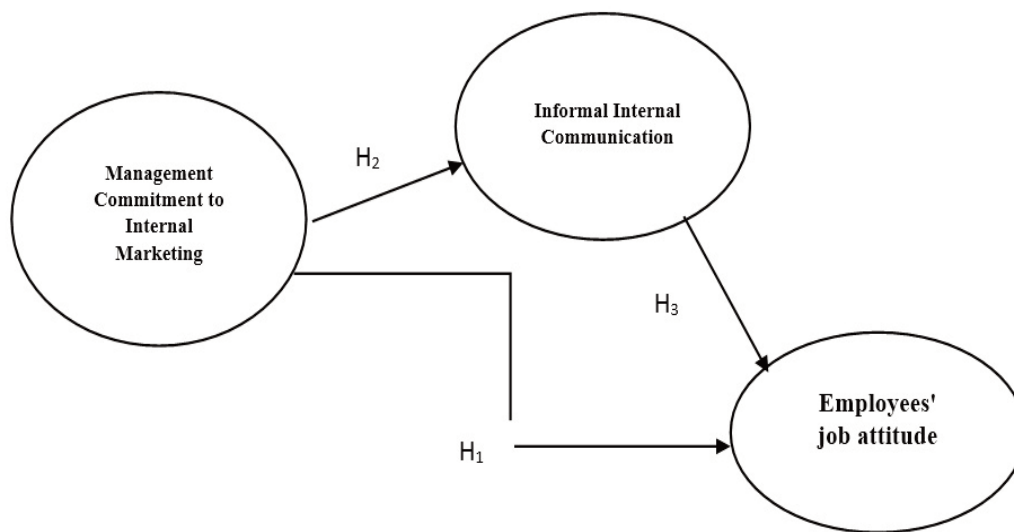 Informal Internal
Communication
H₂
Management
Commitment to
Internal
Marketing
H₃
Employees'
job attitude
H₁